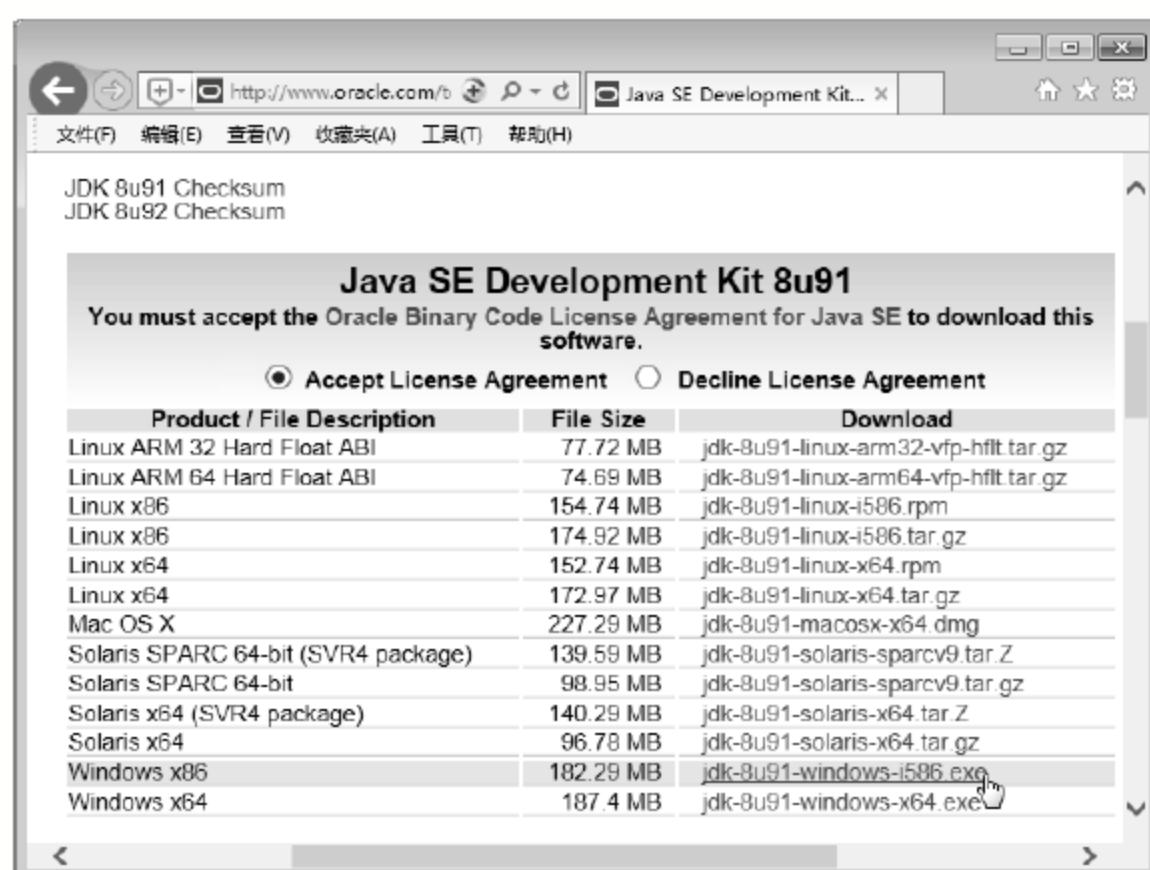 http://www.oracle.com/t
Java SE Development Kit...
文件(F) 编辑(E) 查看(V) 收藏夹(A) 工具(T) 帮助(H)
JDK 8u91 Checksum
JDK 8u92 Checksum
Java SE Development Kit 8u91
You must accept the Oracle Binary Code License Agreement for Java SE to download this
software.
Accept License Agreement Decline License Agreement
Product / File Description File Size Download
Linux ARM 32 Hard Float ABI 77.72 MB jdk-8u91-linux-arm32-vfp-hflt.tar.gz
Linux ARM 64 Hard Float ABI 74.69 MB jdk-8u91-linux-arm64-vfp-hflt.tar.gz
Linux x86 154.74 MB jdk-8u91-linux-i586.rpm
Linux x86 174.92 MB jdk-8u91-linux-i586.tar.gz
Linux x64 152.74 MB jdk-8u91-linux-x64.rpm
Linux x64 172.97 MB jdk-8u91-linux-x64.tar.gz
Mac OS X 227.29 MB jdk-8u91-macosx-x64.dmg
Solaris SPARC 64-bit (SVR4 package) 139.59 MB jdk-8u91-solaris-sparcv9.tar.Z
Solaris SPARC 64-bit 98.95 MB jdk-8u91-solaris-sparcv9.tar.gz
Solaris x64 (SVR4 package) 140.29 MB jdk-8u91-solaris-x64.tar.Z
Solaris x64 96.78 MB jdk-8u91-solaris-x64.tar.gz
Windows x86 182.29 MB jdk-8u91-windows-i586.exe
Windows x64 187.4 MB jdk-8u91-windows-x64.exe